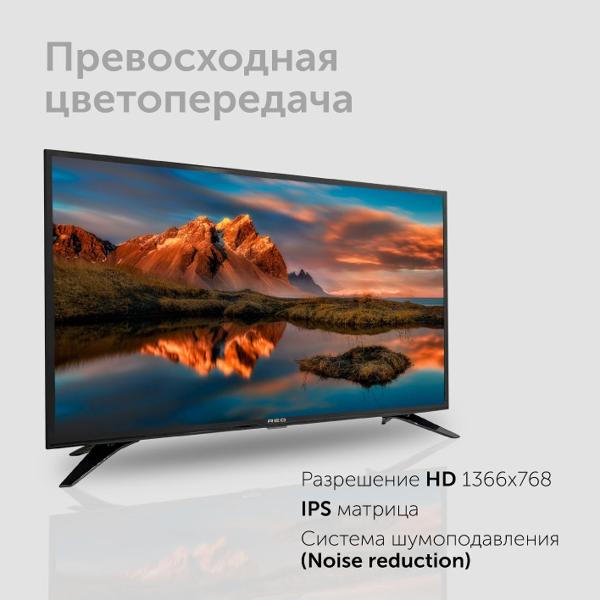 Превосходная
цветопередача
Разрешение HD 1366x768
IPS матрица
Система шумоподавления
(Noise reduction)